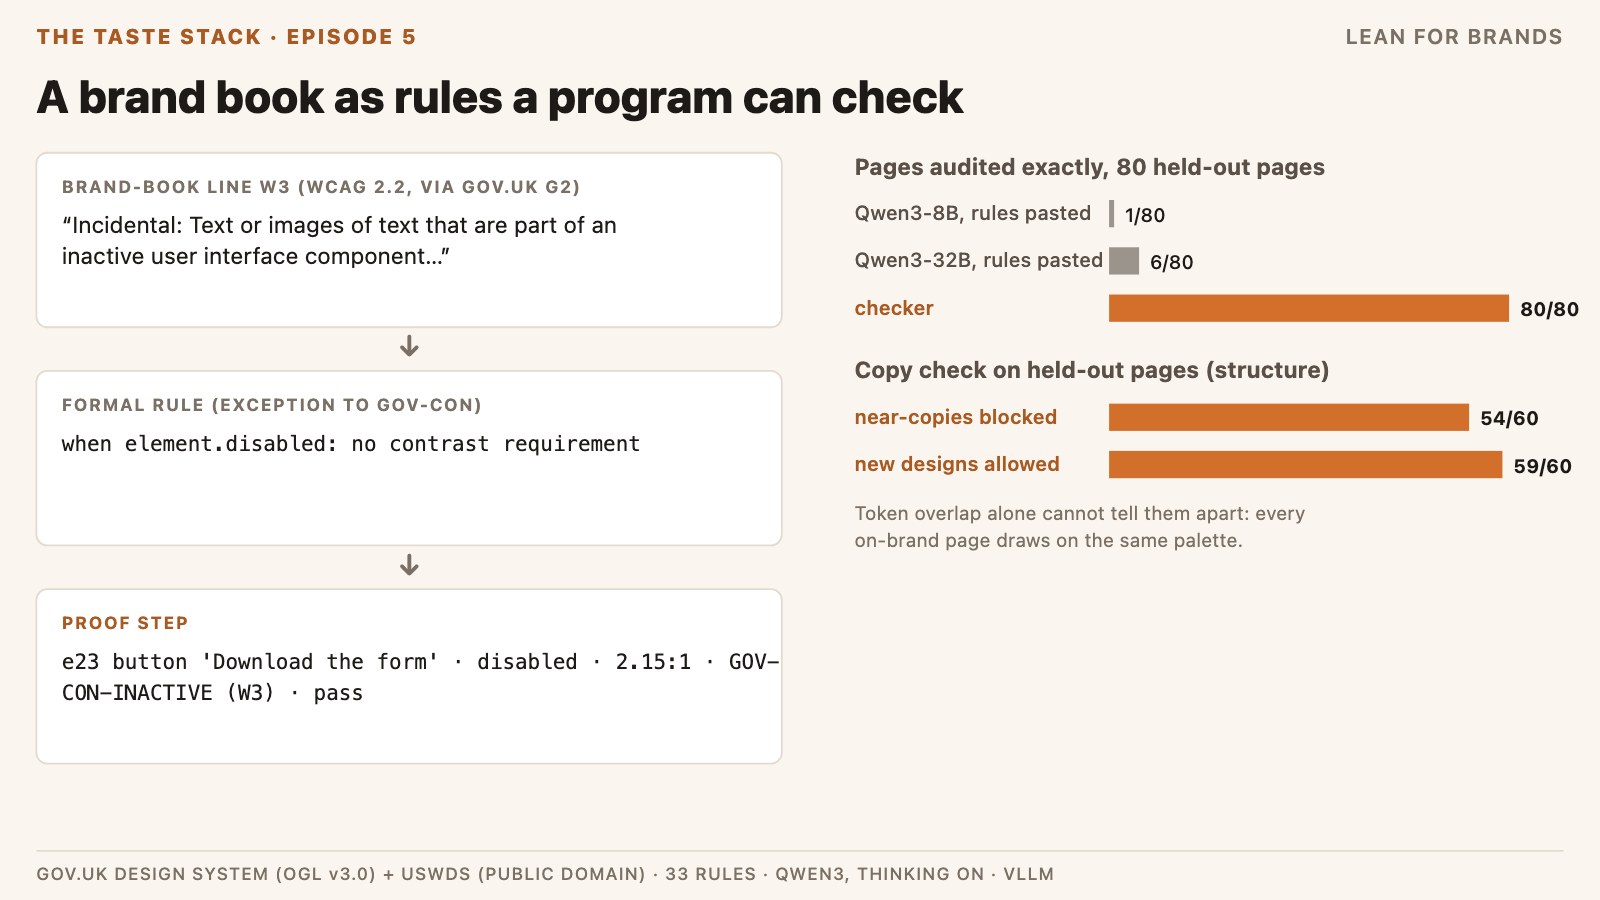 THE TASTE STACK · EPISODE 5
LEAN FOR BRANDS
A brand book as rules a program can check
BRAND-BOOK LINE W3 (WCAG 2.2, VIA GOV.UK G2)
“Incidental: Text or images of text that are part of an
inactive user interface component…”
FORMAL RULE (EXCEPTION TO GOV-CON)
when element.disabled: no contrast requirement
PROOF STEP
e23 button 'Download the form' · disabled · 2.15:1 · GOV-
CON-INACTIVE (W3) · pass
Pages audited exactly, 80 held-out pages
Qwen3-8B, rules pasted 1/80
Qwen3-32B, rules pasted 6/80
checker 80/80
Copy check on held-out pages (structure)
near-copies blocked 54/60
new designs allowed 59/60
Token overlap alone cannot tell them apart: every
on-brand page draws on the same palette.
GOV.UK DESIGN SYSTEM (OGL v3.0) + USWDS (PUBLIC DOMAIN) · 33 RULES · QWEN3, THINKING ON · VLLM